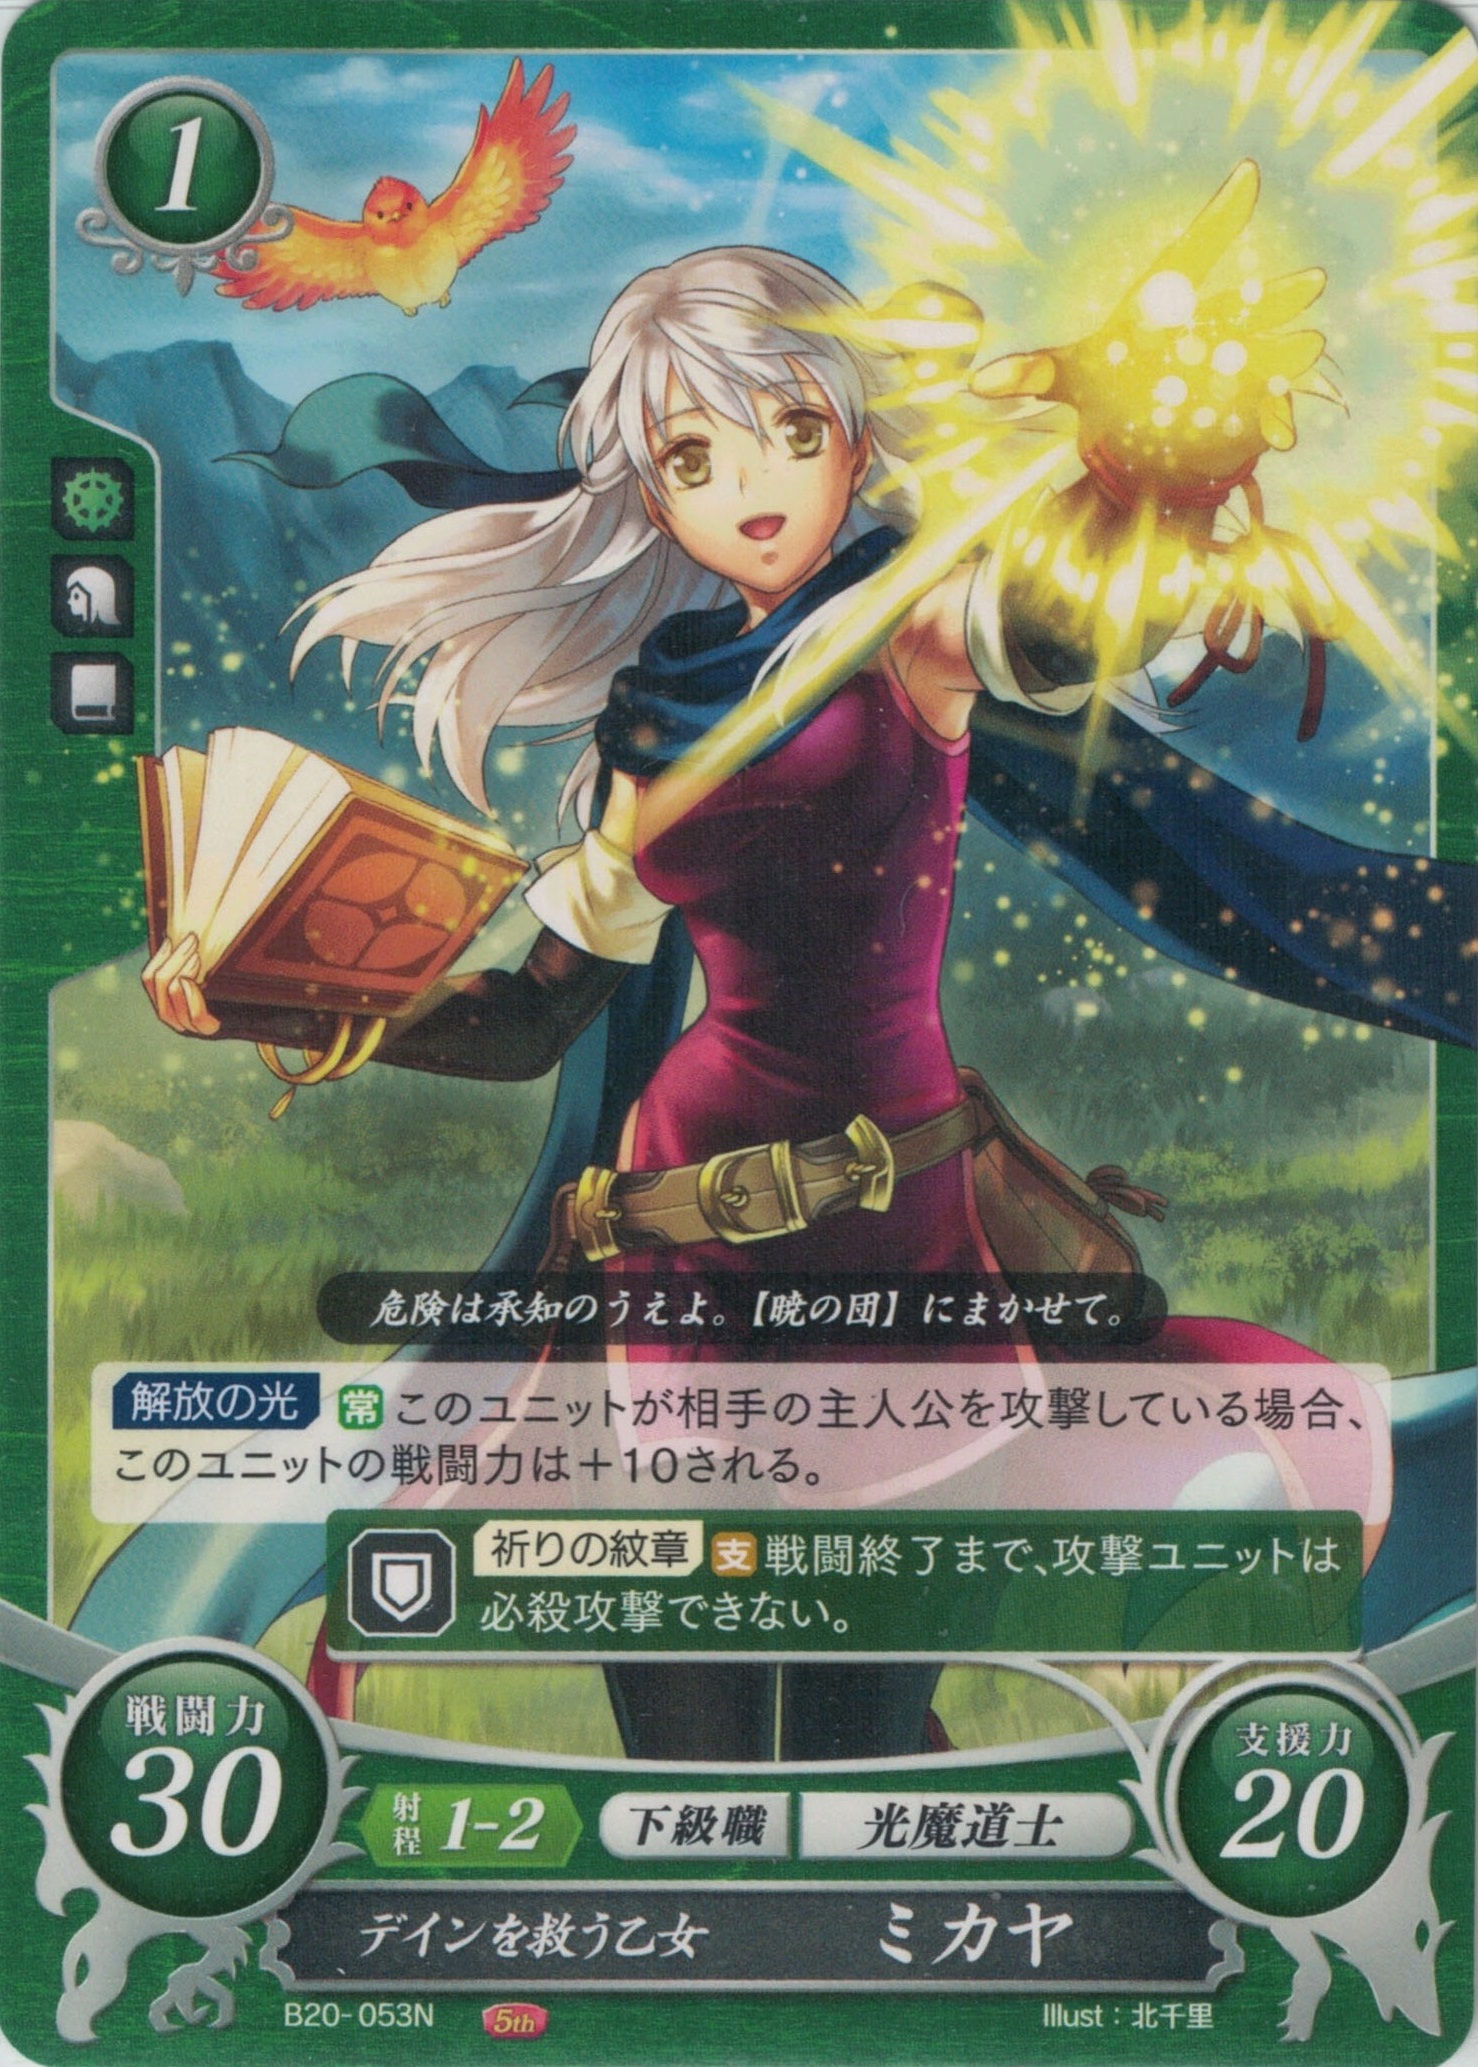 1
危険は承知のうえよ。【暁の団】にまかせて。
解放の光 常 このユニットが相手の主人公を攻撃している場合、
このユニットの戦闘力は＋10される。
祈りの紋章 支 戦闘終了まで、攻撃ユニットは
必殺攻撃できない。
戦闘力
30
射程 1-2
下級職
光魔道士
支援力
20
デインを救う乙女 ミカヤ
B20-053N
5th
Illust：北千里